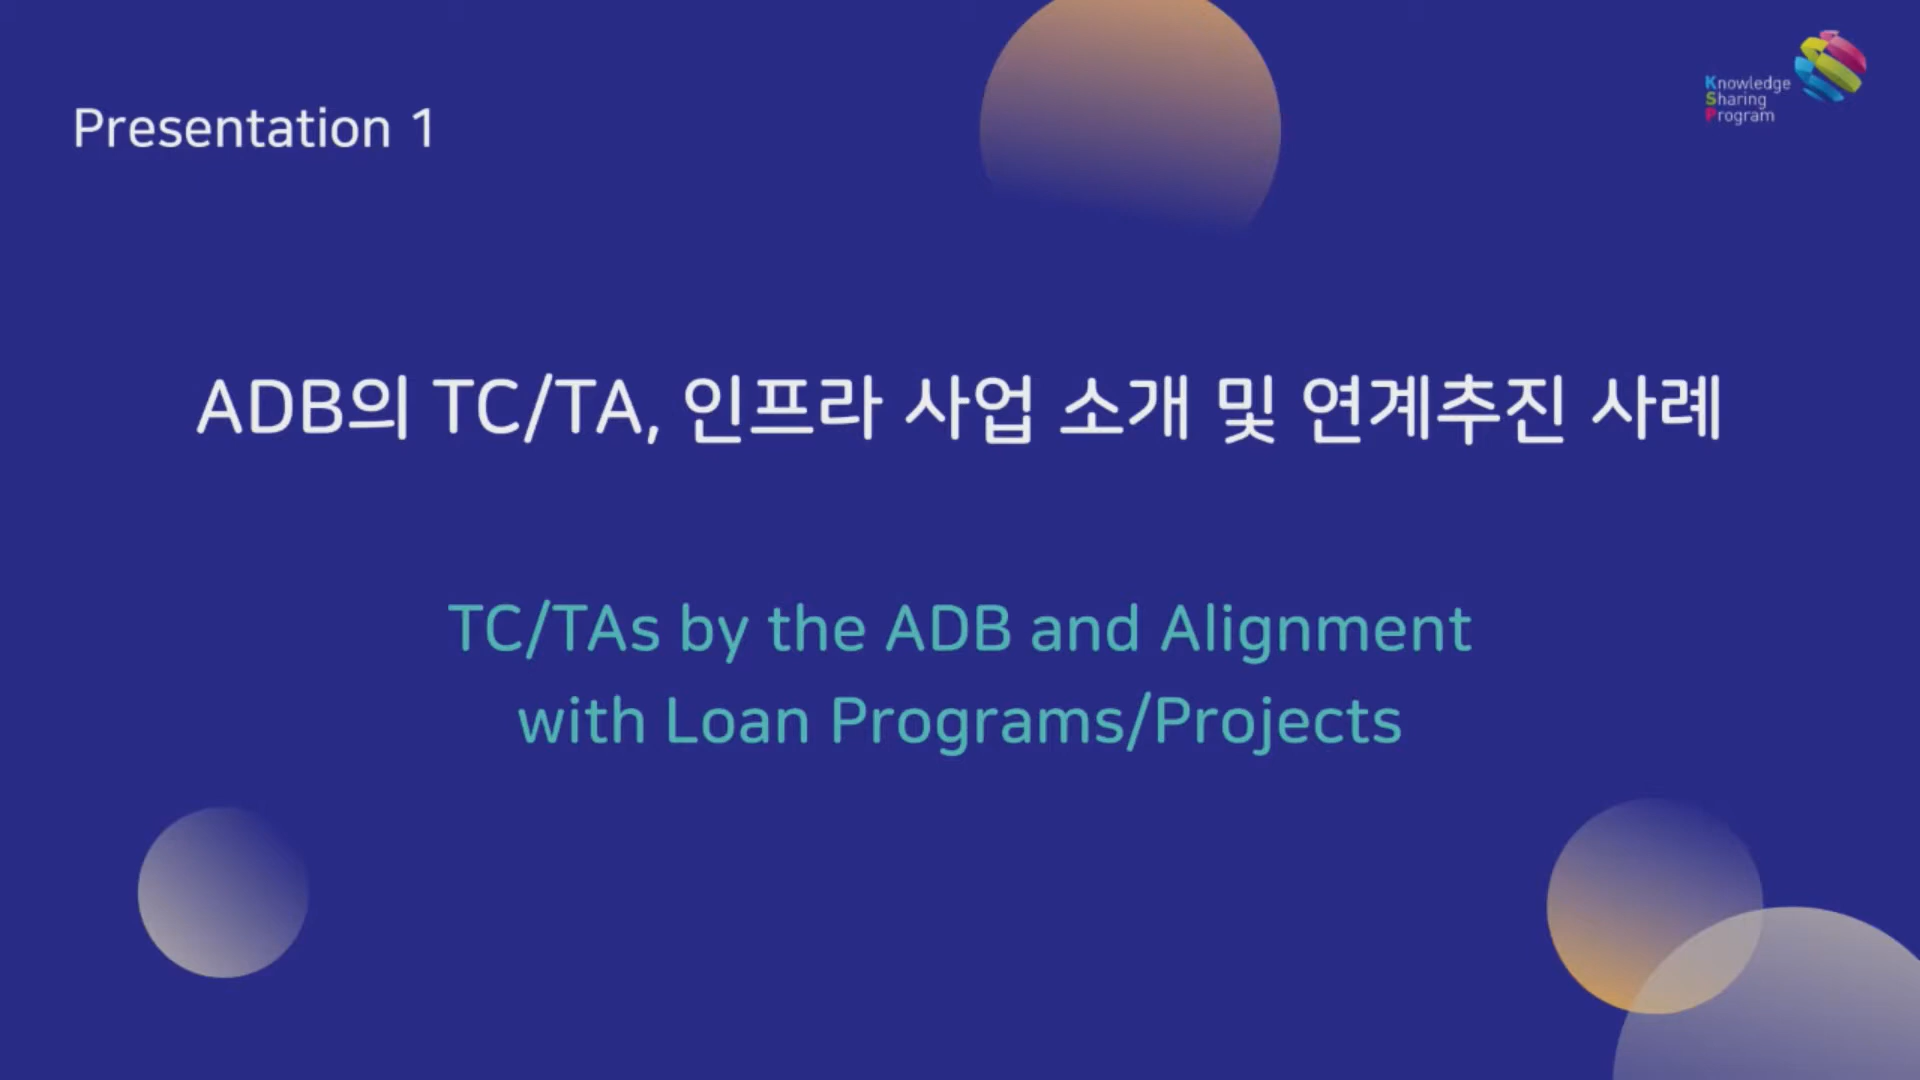 Presentation 1
Knowledge
Sharing
Program
ADB의 TC/TA, 인프라 사업 소개 및 연계추진 사례
TC/TAs by the ADB and Alignment
with Loan Programs/Projects